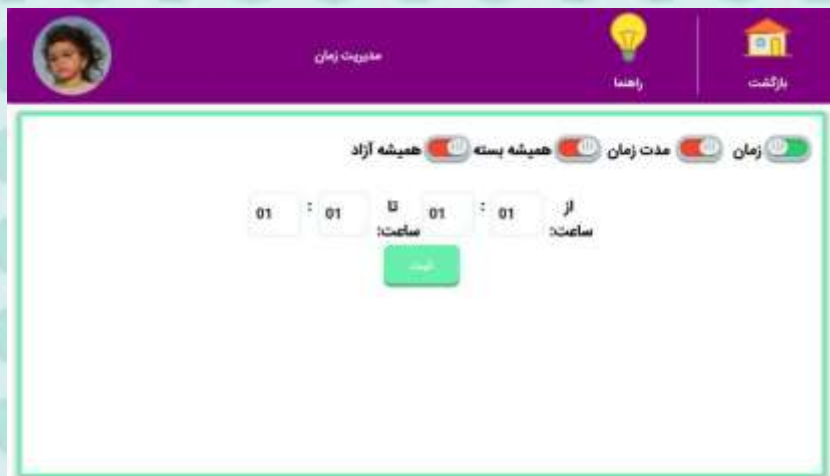 بازگشت
راهنما
مدیریت زمان
زمان مدت زمان همیشه بسته همیشه آزاد
از ساعت: 01 : 01 تا ساعت: 01 : 01
ثبت